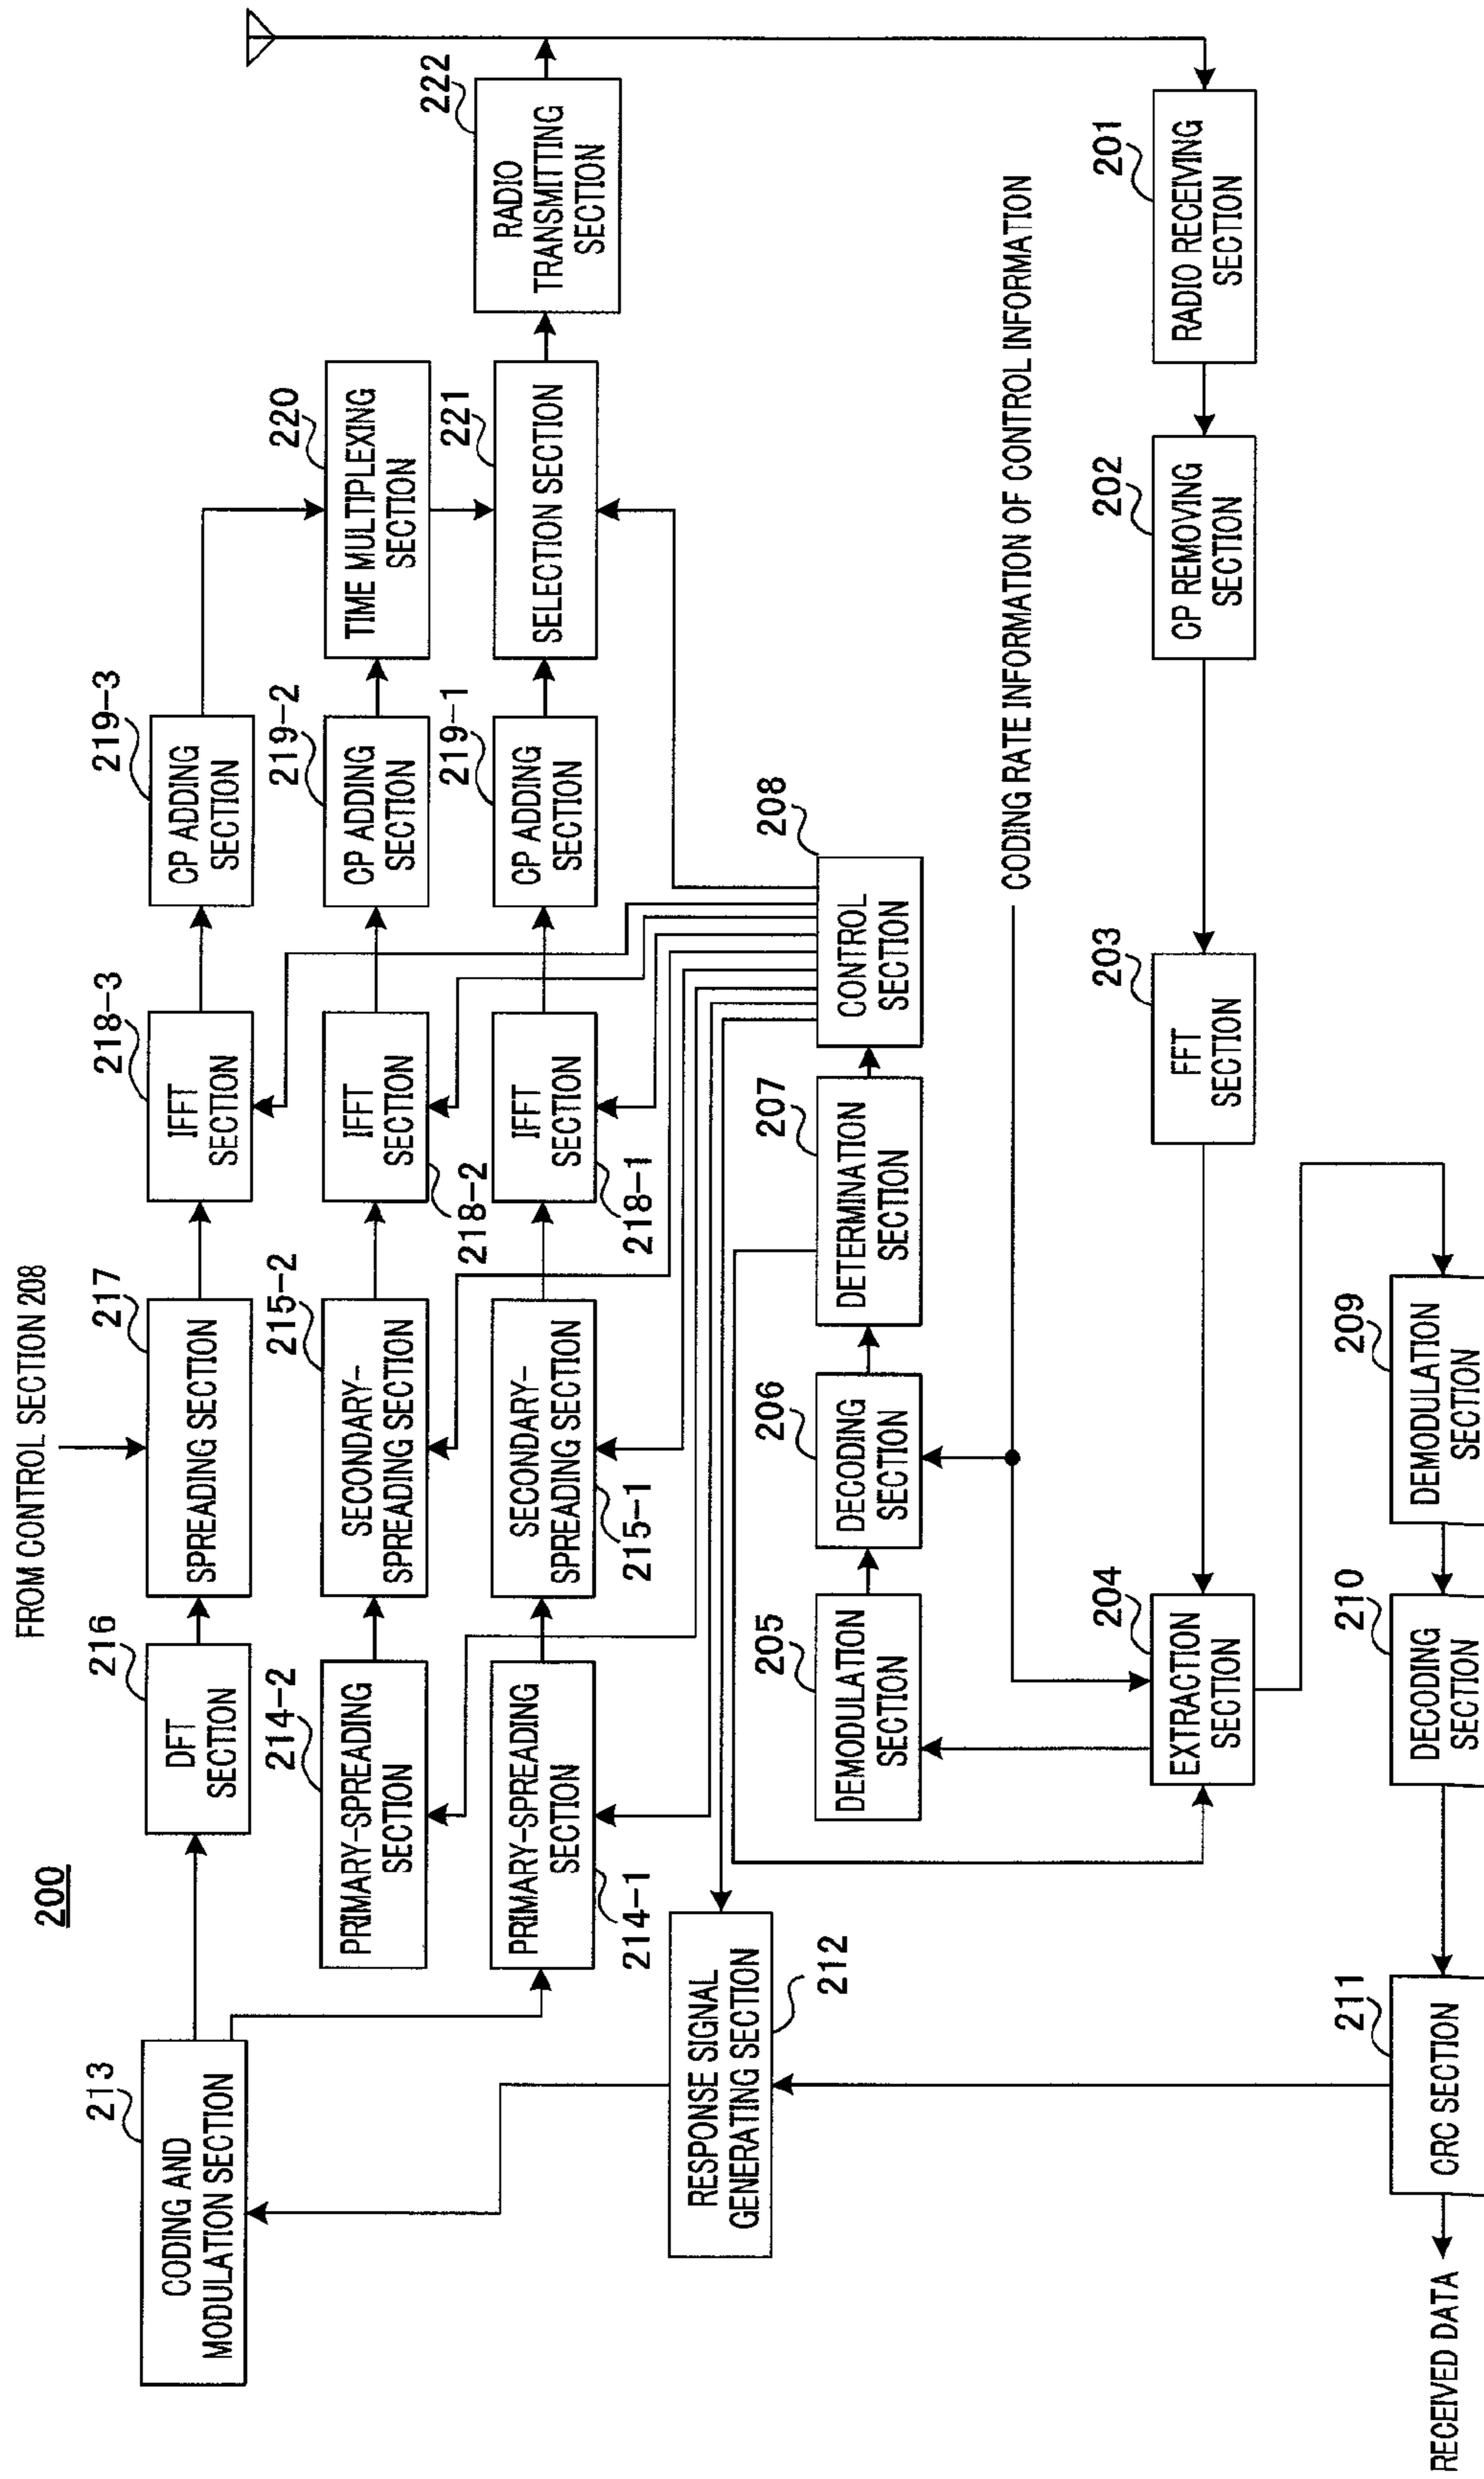 200
FROM CONTROL SECTION 208
213
CODING AND
MODULATION SECTION
216
DFT
SECTION
217
SPREADING SECTION
218-3
IFFT
SECTION
219-3
CP ADDING
SECTION
214-2
PRIMARY-SPREADING
SECTION
215-2
SECONDARY-
SPREADING SECTION
IFFT
SECTION
218-2
219-2
CP ADDING
SECTION
220
TIME MULTIPLEXING
SECTION
PRIMARY-SPREADING
SECTION
214-1
SECONDARY-
SPREADING SECTION
215-1
IFFT
SECTION
218-1
219-1
CP ADDING
SECTION
221
SELECTION SECTION
222
RADIO
TRANSMITTING
SECTION
RESPONSE SIGNAL
GENERATING SECTION
212
205
DEMODULATION
SECTION
206
DECODING
SECTION
207
DETERMINATION
SECTION
208
CONTROL
SECTION
CODING RATE INFORMATION OF CONTROL INFORMATION
204
EXTRACTION
SECTION
203
FFT
SECTION
202
CP REMOVING
SECTION
201
RADIO RECEIVING
SECTION
211
CRC SECTION
210
DECODING
SECTION
209
DEMODULATION
SECTION
RECEIVED DATA